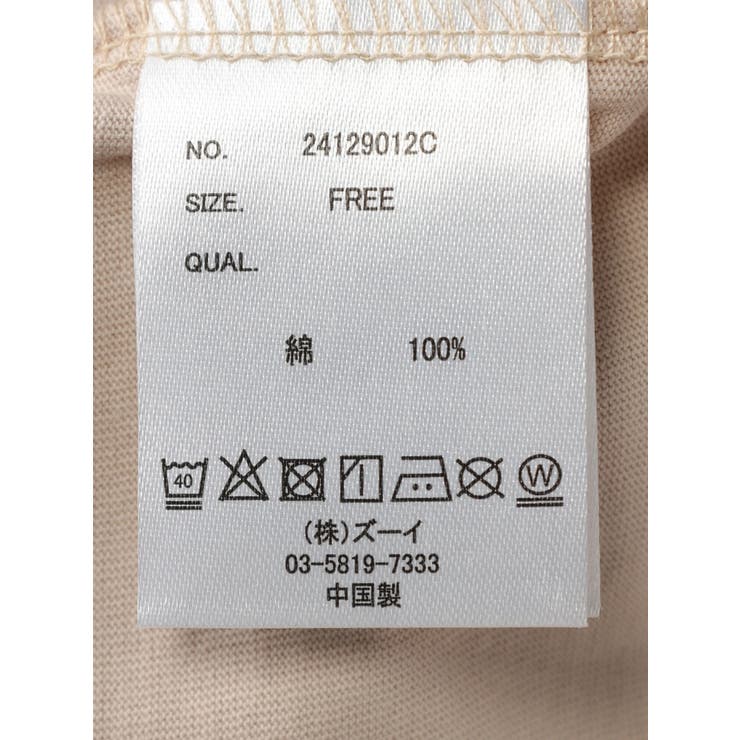 NO. 24129012C
SIZE. FREE
QUAL.
綿 100%
40 W
(株)ズーイ
03-5819-7333
中国製